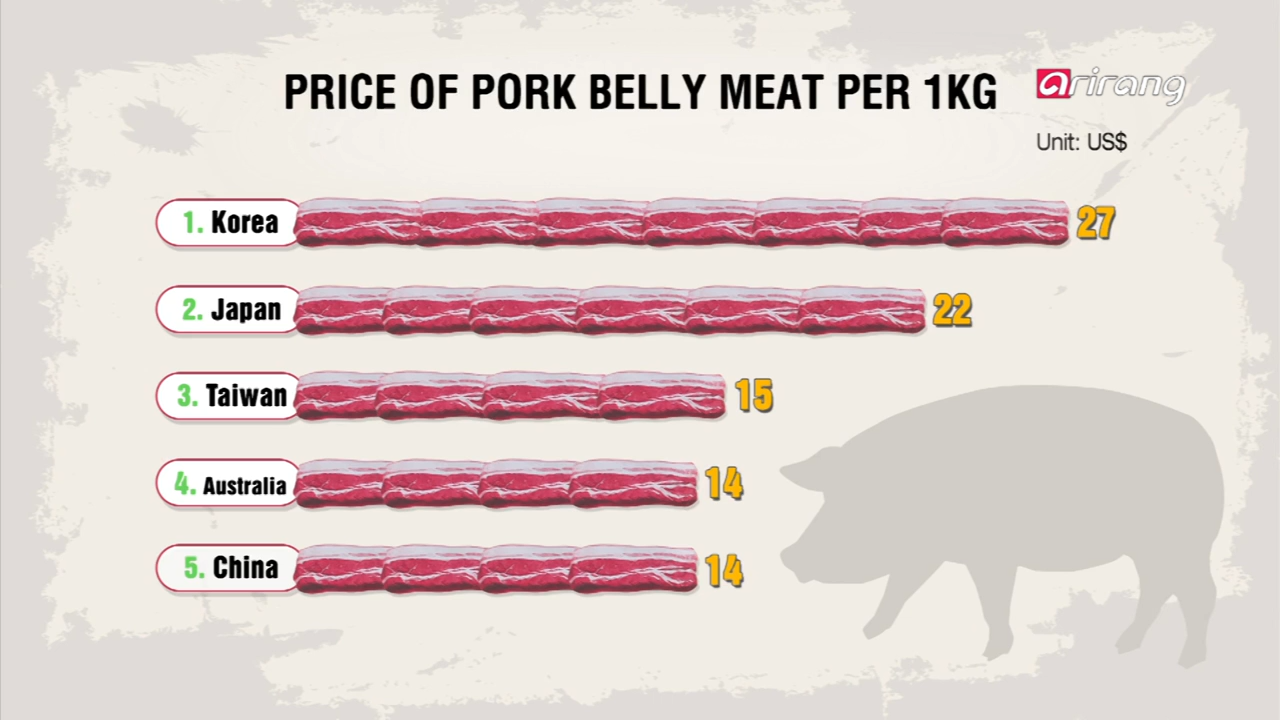 PRICE OF PORK BELLY MEAT PER 1KG
arirang
Unit: US$
1. Korea 27
2. Japan 22
3. Taiwan 15
4. Australia 14
5. China 14